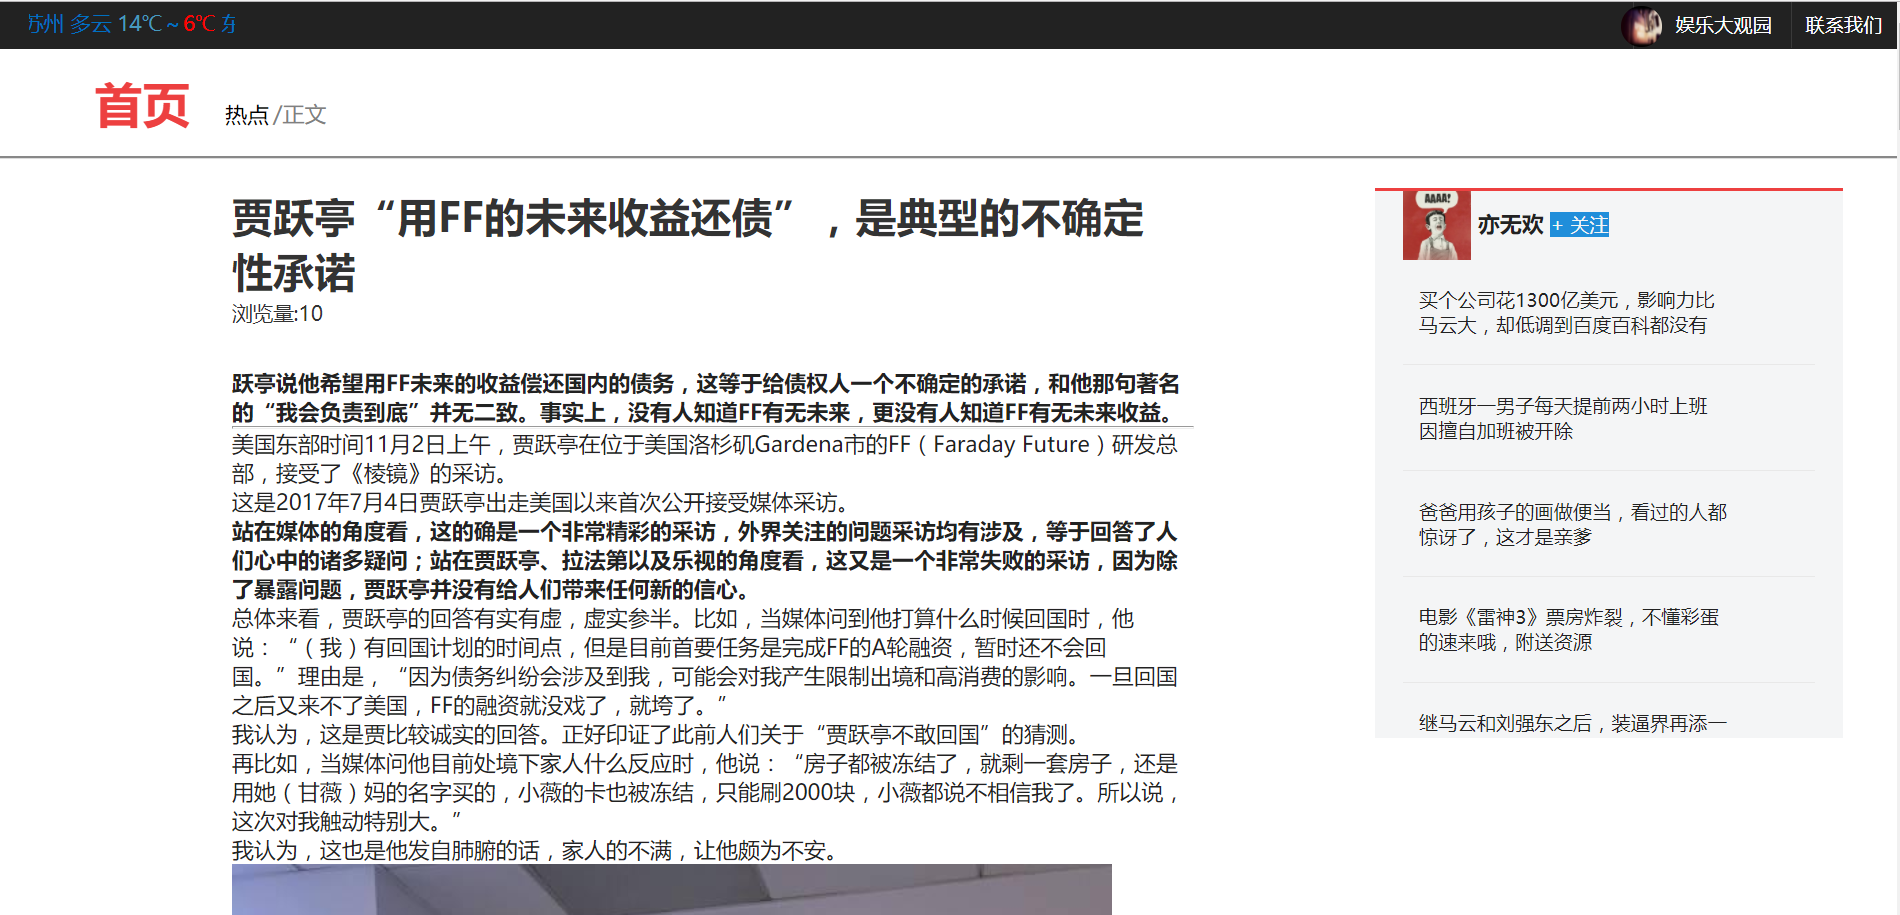 苏州 多云 14℃ ~ 6℃ 东
娱乐大观园
联系我们
首页
热点 /正文
贾跃亭“用FF的未来收益还债”，是典型的不确定
性承诺
浏览量:10
跃亭说他希望用FF未来的收益偿还国内的债务，这等于给债权人一个不确定的承诺，和他那句著名
的“我会负责到底”并无二致。事实上，没有人知道FF有无未来，更没有人知道FF有无未来收益。
美国东部时间11月2日上午，贾跃亭在位于美国洛杉矶Gardena市的FF（Faraday Future）研发总
部，接受了《棱镜》的采访。
这是2017年7月4日贾跃亭出走美国以来首次公开接受媒体采访。
站在媒体的角度看，这的确是一个非常精彩的采访，外界关注的问题采访均有涉及，等于回答了人
们心中的诸多疑问；站在贾跃亭、拉法第以及乐视的角度看，这又是一个非常失败的采访，因为除
了暴露问题，贾跃亭并没有给人们带来任何新的信心。
总体来看，贾跃亭的回答有实有虚，虚实参半。比如，当媒体问到他打算什么时候回国时，他
说：“（我）有回国计划的时间点，但是目前首要任务是完成FF的A轮融资，暂时还不会回
国。”理由是，“因为债务纠纷会涉及到我，可能会对我产生限制出境和高消费的影响。一旦回国
之后又来不了美国，FF的融资就没戏了，就垮了。”
我认为，这是贾比较诚实的回答。正好印证了此前人们关于“贾跃亭不敢回国”的猜测。
再比如，当媒体问他目前处境下家人什么反应时，他说：“房子都被冻结了，就剩一套房子，还是
用她（甘薇）妈的名字买的，小薇的卡也被冻结，只能刷2000块，小薇都说不相信我了。所以说，
这次对我触动特别大。”
我认为，这也是他发自肺腑的话，家人的不满，让他颇为不安。
AAAA!
亦无欢 + 关注
买个公司花1300亿美元，影响力比
马云大，却低调到百度百科都没有
西班牙一男子每天提前两小时上班
因擅自加班被开除
爸爸用孩子的画做便当，看过的人都
惊讶了，这才是亲爹
电影《雷神3》票房炸裂，不懂彩蛋
的速来哦，附送资源
继马云和刘强东之后，装逼界再添一